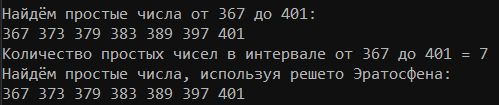 Найдём простые числа от 367 до 401:
367 373 379 383 389 397 401
Количество простых чисел в интервале от 367 до 401 = 7
Найдём простые числа, используя решето Эратосфена:
367 373 379 383 389 397 401